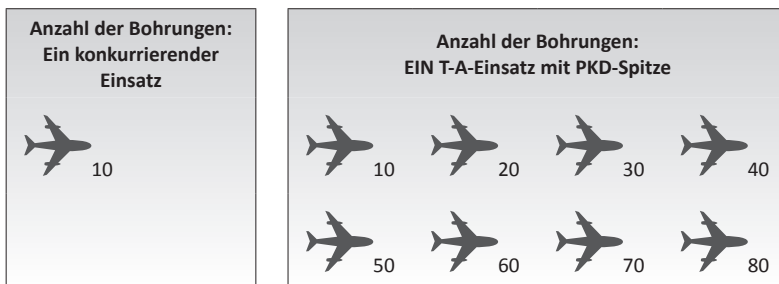 Anzahl der Bohrungen:
Ein konkurrierender
Einsatz
10
Anzahl der Bohrungen:
EIN T-A-Einsatz mit PKD-Spitze
10 20 30 40
50 60 70 80